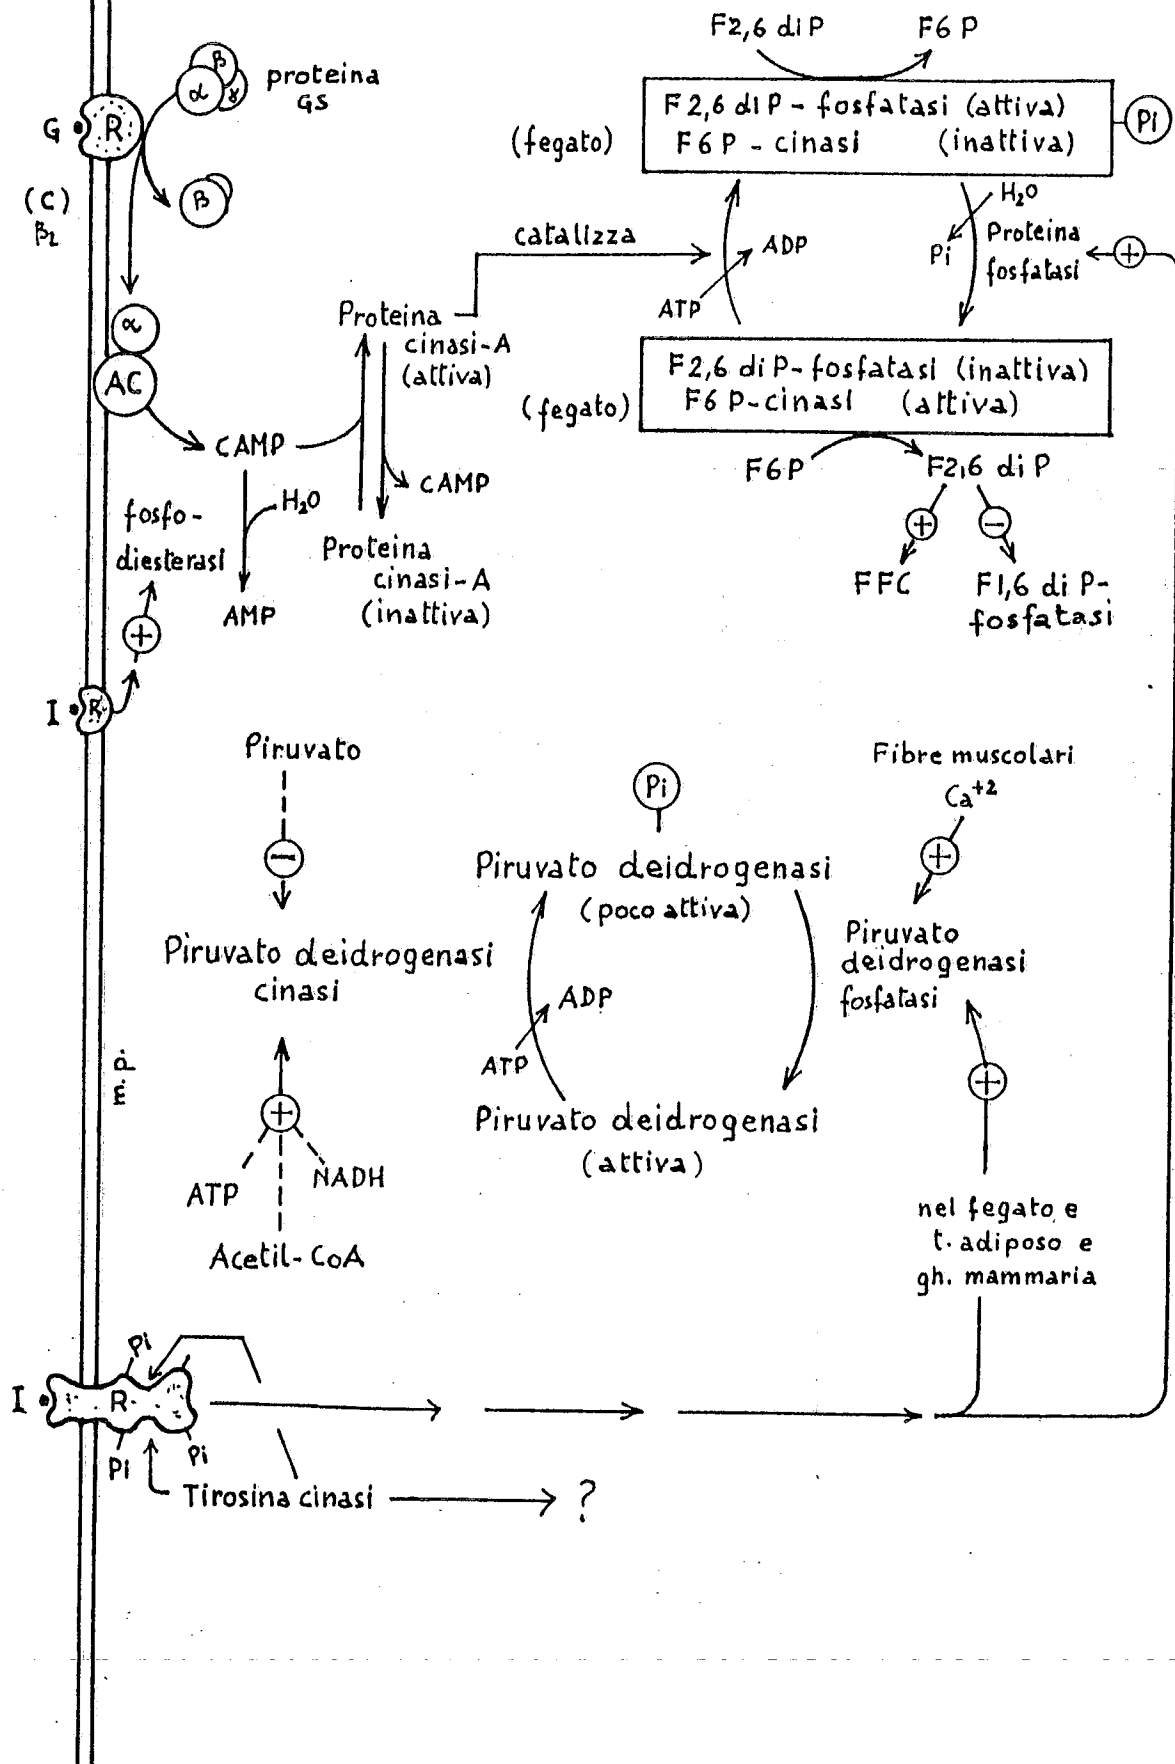 F2,6 di P
F6 P
β
α
γ
proteina
GS
F2,6 di P - fosfatasi (attiva)
F6P - cinasi (inattiva)
Pi
(fegato)
G
R
(C)
β2
β
H2O
Pi
Proteina
fosfatasi
+
catalizza
ADP
ATP
α
AC
Proteina
cinasi-A
(attiva)
F2,6 di P- fosfatasi (inattiva)
F6 P-cinasi (attiva)
(fegato)
CAMP
F6P
F2,6 di P
CAMP
H2O
+
−
fosfo-
diesterasi
Proteina
cinasi-A
(inattiva)
FFC
F1,6 di P-
fosfatasi
AMP
+
I
R
Piruvato
−
Piruvato deidrogenasi
cinasi
+
ATP
NADH
Acetil-CoA
m.p.
Pi
Piruvato deidrogenasi
(poco attiva)
ADP
ATP
Piruvato deidrogenasi
(attiva)
Fibre muscolari
Ca+2
+
Piruvato
deidrogenasi
fosfatasi
+
nel fegato e
t. adiposo e
gh. mammaria
Pi
I
R
Pi
Pi
Tirosina cinasi
?